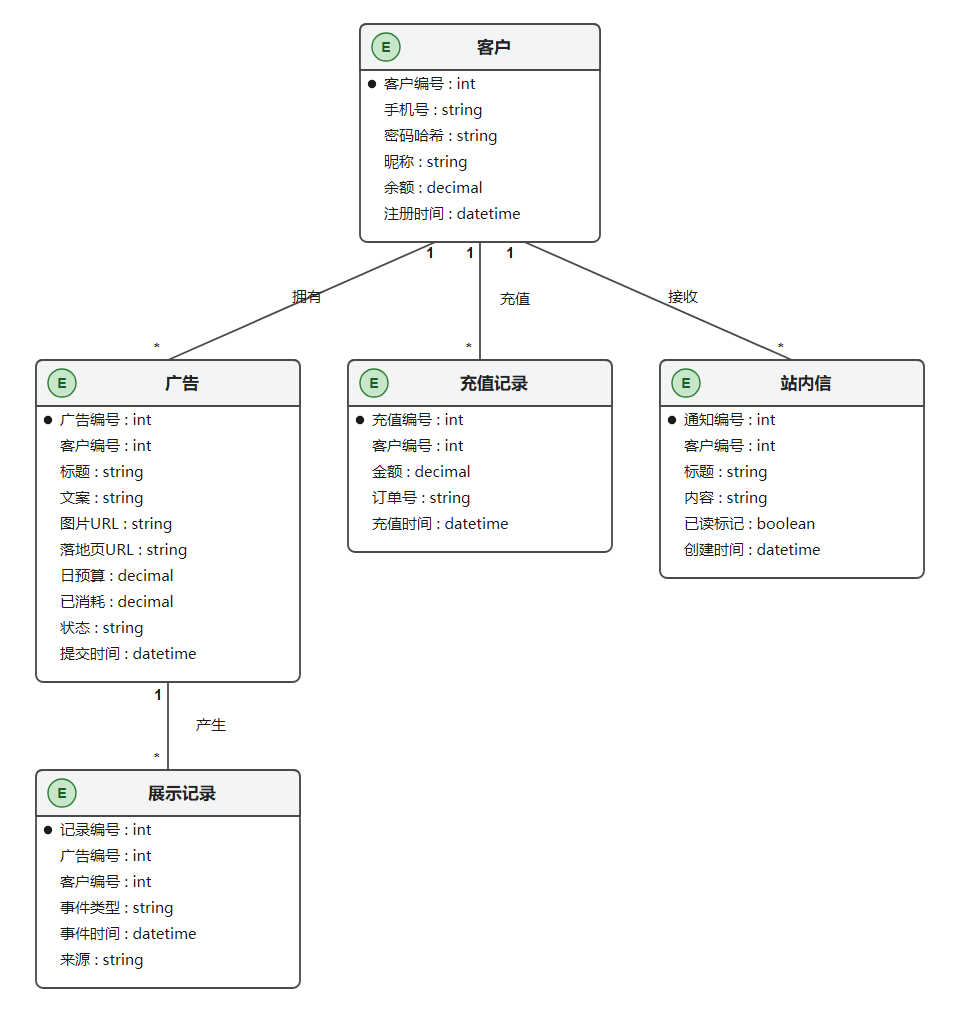 E 客户
客户编号 : int
手机号 : string
密码哈希 : string
昵称 : string
余额 : decimal
注册时间 : datetime
1 1 1
拥有 充值 接收
* * *
E 广告
广告编号 : int
客户编号 : int
标题 : string
文案 : string
图片URL : string
落地页URL : string
日预算 : decimal
已消耗 : decimal
状态 : string
提交时间 : datetime
E 充值记录
充值编号 : int
客户编号 : int
金额 : decimal
订单号 : string
充值时间 : datetime
E 站内信
通知编号 : int
客户编号 : int
标题 : string
内容 : string
已读标记 : boolean
创建时间 : datetime
1
产生
*
E 展示记录
记录编号 : int
广告编号 : int
客户编号 : int
事件类型 : string
事件时间 : datetime
来源 : string